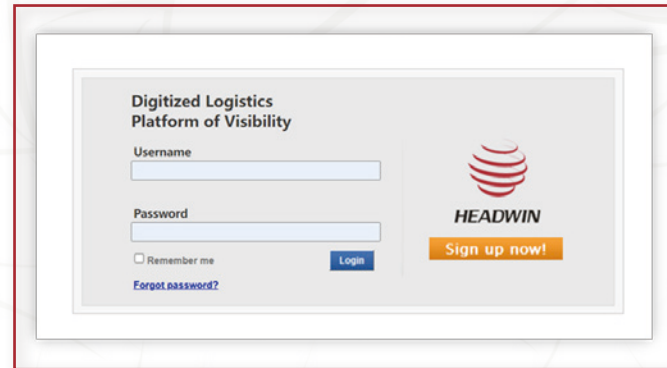 Digitized Logistics
Platform of Visibility
Username
Password
Remember me
Login
Forgot password?
HEADWIN
Sign up now!